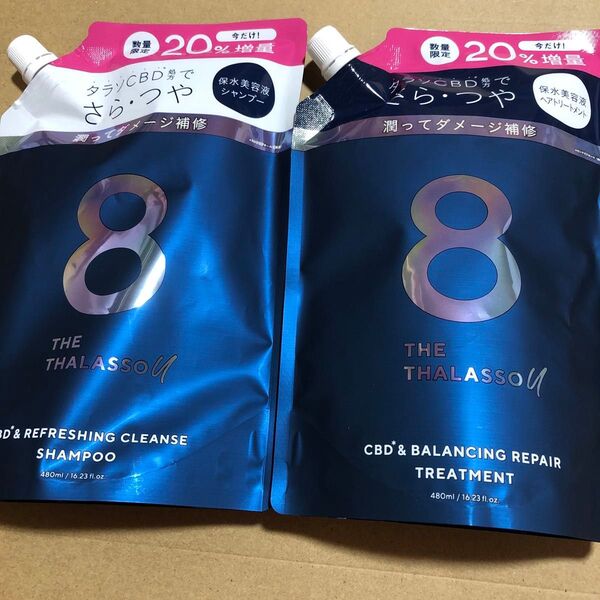 数量
限定
今だけ!
20%増量
タラソCBD*処方で
さら・つや
保水美容液
シャンプー
潤ってダメージ補修
8
THE
THALASSO u
BD*& REFRESHING CLEANSE
SHAMPOO
480ml / 16.23 fl.oz.
数量
限定
今だけ!
20%増量
タラソCBD*処方で
さら・つや
保水美容液
ヘアトリートメント
潤ってダメージ補修
8
THE
THALASSO u
CBD*& BALANCING REPAIR
TREATMENT
480ml / 16.23 fl.oz.